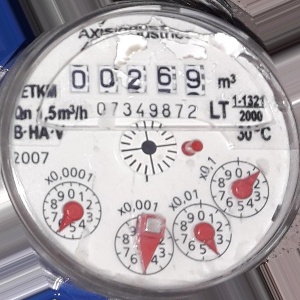 Axisindustries
00269 m³
ETKM
Qn 1,5m³/h 07349872 LT 1-1321
2000
B-H A-V 30 °C
2007
x0,0001 x0,001 x0,01 x0,1